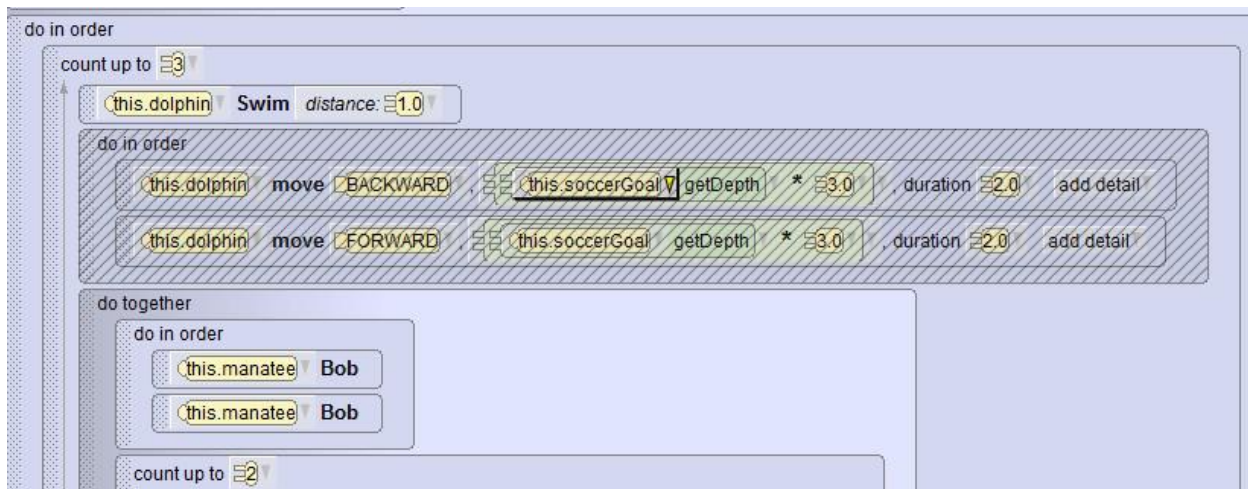 do in order
count up to 3
this.dolphin Swim distance: 1.0
do in order
this.dolphin move BACKWARD , this.soccerGoal getDepth * 3.0 , duration 2.0 add detail
this.dolphin move FORWARD , this.soccerGoal getDepth * 3.0 , duration 2.0 add detail
do together
do in order
this.manatee Bob
this.manatee Bob
count up to 2